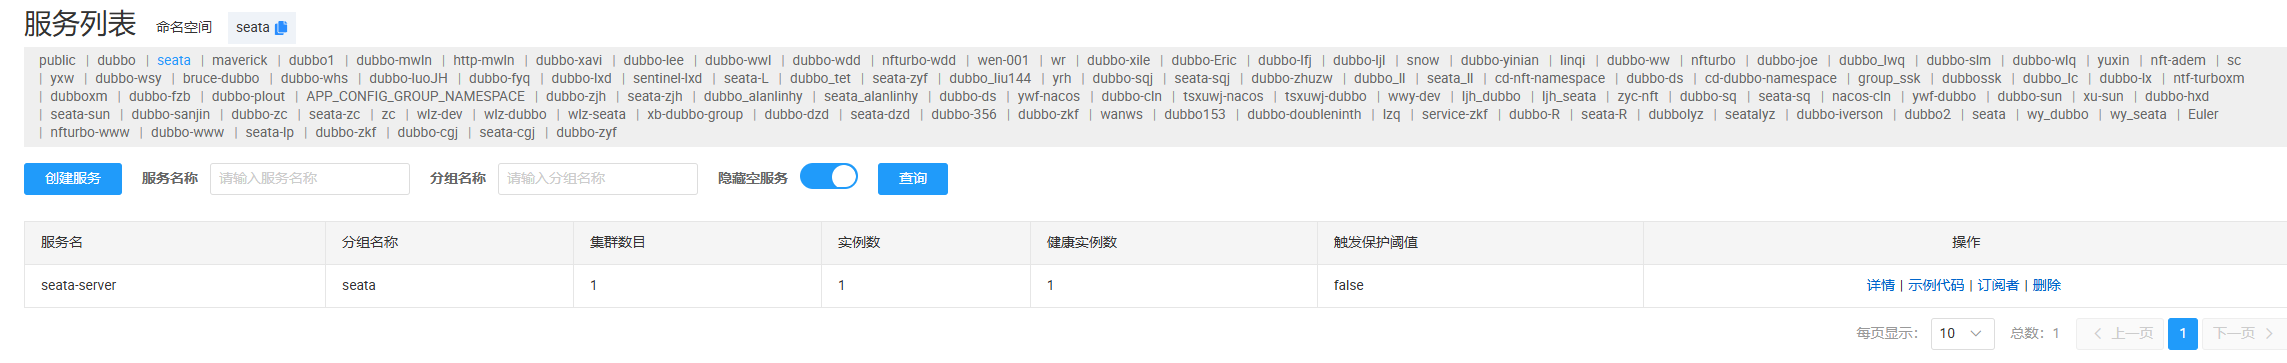 服务列表 命名空间 seata
public | dubbo | seata | maverick | dubbo1 | dubbo-mwln | http-mwln | dubbo-xavi | dubbo-lee | dubbo-wwl | dubbo-wdd | nfturbo-wdd | wen-001 | wr | dubbo-xile | dubbo-Eric | dubbo-lfj | dubbo-ljl | snow | dubbo-yinian | linqi | dubbo-ww | nfturbo | dubbo-joe | dubbo_lwq | dubbo-slm | dubbo-wlq | yuxin | nft-adem | sc
| yxw | dubbo-wsy | bruce-dubbo | dubbo-whs | dubbo-luoJH | dubbo-fyq | dubbo-lxd | sentinel-lxd | seata-L | dubbo_tet | seata-zyf | dubbo_liu144 | yrh | dubbo-sqj | seata-sqj | dubbo-zhuzw | dubbo_ll | seata_ll | cd-nft-namespace | dubbo-ds | cd-dubbo-namespace | group_ssk | dubbossk | dubbo_lc | dubbo-lx | ntf-turboxm
| dubboxm | dubbo-fzb | dubbo-plout | APP_CONFIG_GROUP_NAMESPACE | dubbo-zjh | seata-zjh | dubbo_alanlinhy | seata_alanlinhy | dubbo-ds | ywf-nacos | dubbo-cln | tsxuwj-nacos | tsxuwj-dubbo | wwy-dev | ljh_dubbo | ljh_seata | zyc-nft | dubbo-sq | seata-sq | nacos-cln | ywf-dubbo | dubbo-sun | xu-sun | dubbo-hxd
| seata-sun | dubbo-sanjin | dubbo-zc | seata-zc | zc | wlz-dev | wlz-dubbo | wlz-seata | xb-dubbo-group | dubbo-dzd | seata-dzd | dubbo-356 | dubbo-zkf | wanws | dubbo153 | dubbo-doubleninth | lzq | service-zkf | dubbo-R | seata-R | dubbolyz | seatalyz | dubbo-iverson | dubbo2 | seata | wy_dubbo | wy_seata | Euler
| nfturbo-www | dubbo-www | seata-lp | dubbo-zkf | dubbo-cgj | seata-cgj | dubbo-zyf
创建服务 服务名称 请输入服务名称 分组名称 请输入分组名称 隐藏空服务 查询
服务名 分组名称 集群数目 实例数 健康实例数 触发保护阈值 操作
seata-server seata 1 1 1 false 详情 | 示例代码 | 订阅者 | 删除
每页显示： 10 总数：1 上一页 1 下一页